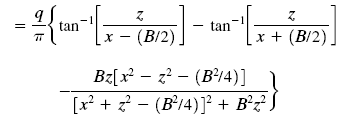 = q/π { tan⁻¹[ z / (x − (B/2)) ] − tan⁻¹[ z / (x + (B/2)) ]
− Bz[x² − z² − (B²/4)] / ([x² + z² − (B²/4)]² + B²z²) }